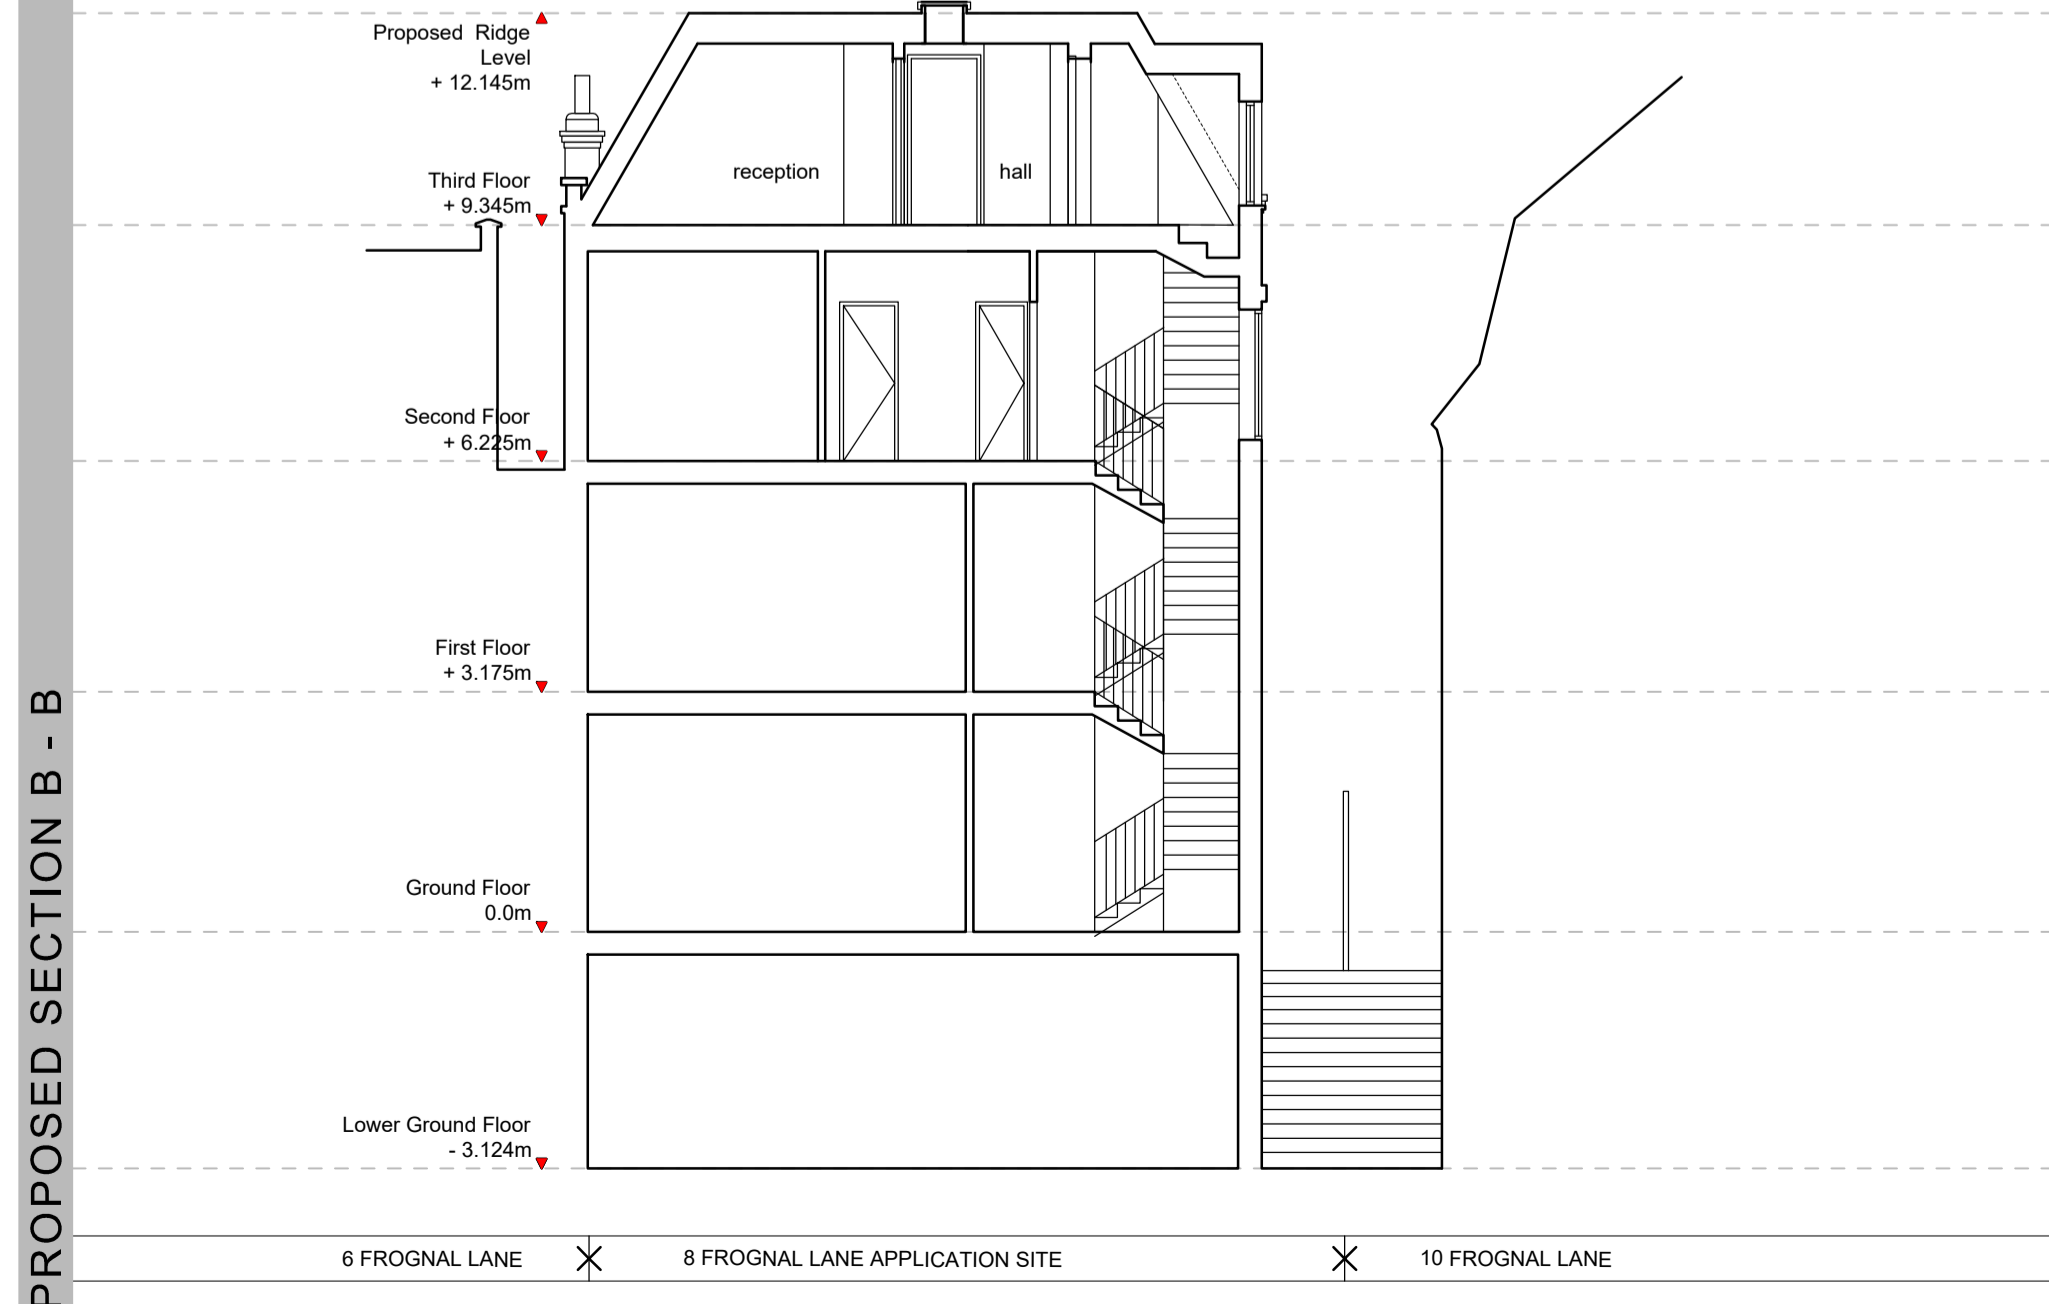 PROPOSED SECTION B - B
Proposed Ridge
Level
+ 12.145m
Third Floor
+ 9.345m
reception
hall
Second Floor
+ 6.225m
First Floor
+ 3.175m
Ground Floor
0.0m
Lower Ground Floor
- 3.124m
6 FROGNAL LANE
8 FROGNAL LANE APPLICATION SITE
10 FROGNAL LANE